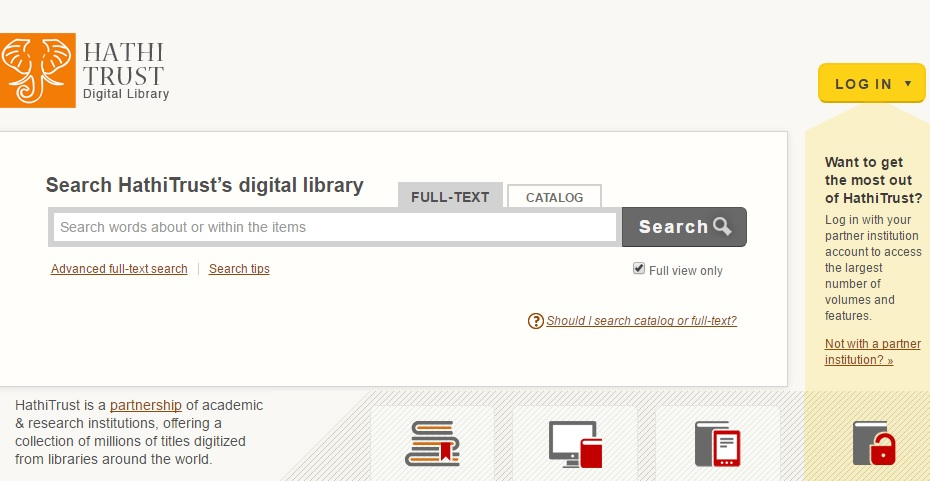 HATHI
TRUST
Digital Library
LOG IN
Search HathiTrust's digital library
FULL-TEXT
CATALOG
Search words about or within the items
Search
Advanced full-text search
Search tips
Full view only
Should I search catalog or full-text?
Want to get
the most out
of HathiTrust?
Log in with your
partner institution
account to access
the largest
number of
volumes and
features.
Not with a partner
institution? »
HathiTrust is a partnership of academic
& research institutions, offering a
collection of millions of titles digitized
from libraries around the world.